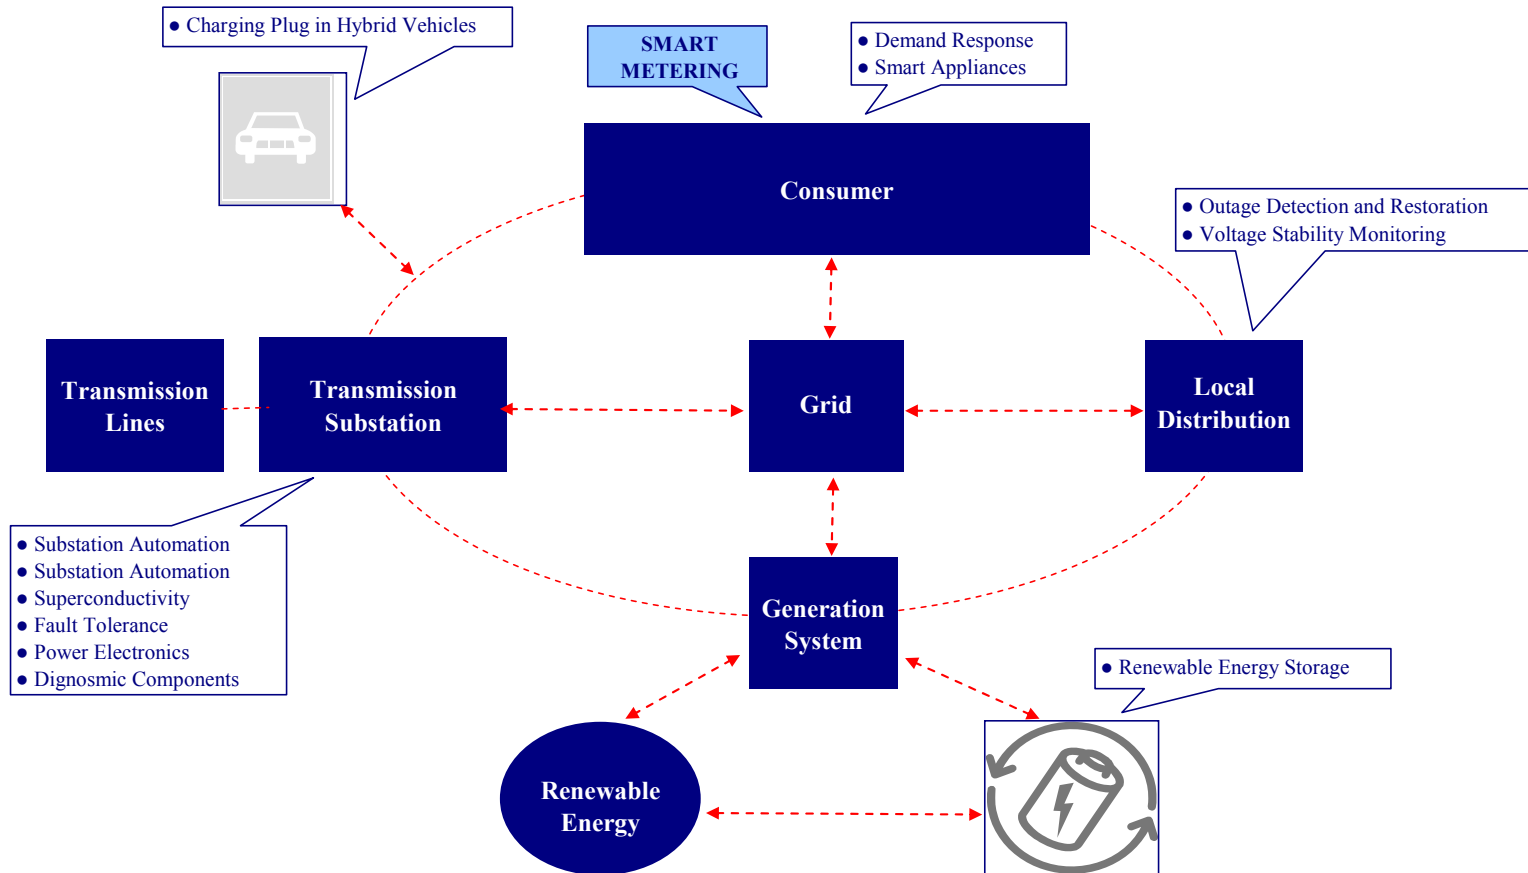 ● Charging Plug in Hybrid Vehicles
SMART
METERING
● Demand Response
● Smart Appliances
Consumer
● Outage Detection and Restoration
● Voltage Stability Monitoring
Transmission
Lines
Transmission
Substation
Grid
Local
Distribution
● Substation Automation
● Substation Automation
● Superconductivity
● Fault Tolerance
● Power Electronics
● Dignosmic Components
Generation
System
● Renewable Energy Storage
Renewable
Energy